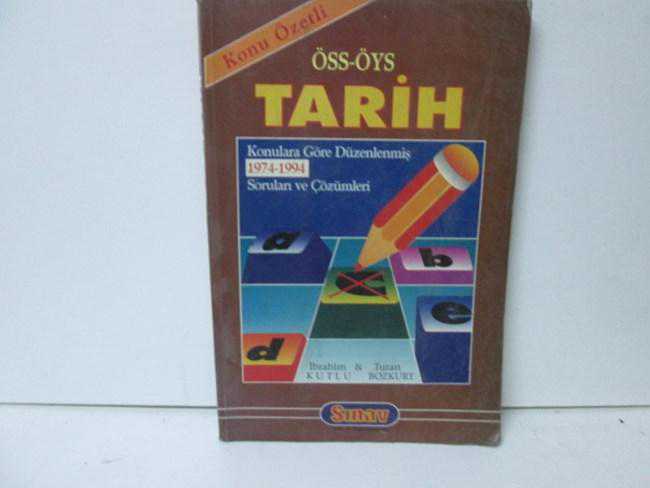 Konu Özetli
ÖSS-ÖYS
TARİH
Konulara Göre Düzenlenmiş
1974-1994
Soruları ve Çözümleri
a
b
c
d
e
İbrahim & Turan
KUTLU BOZKURT
Sınav